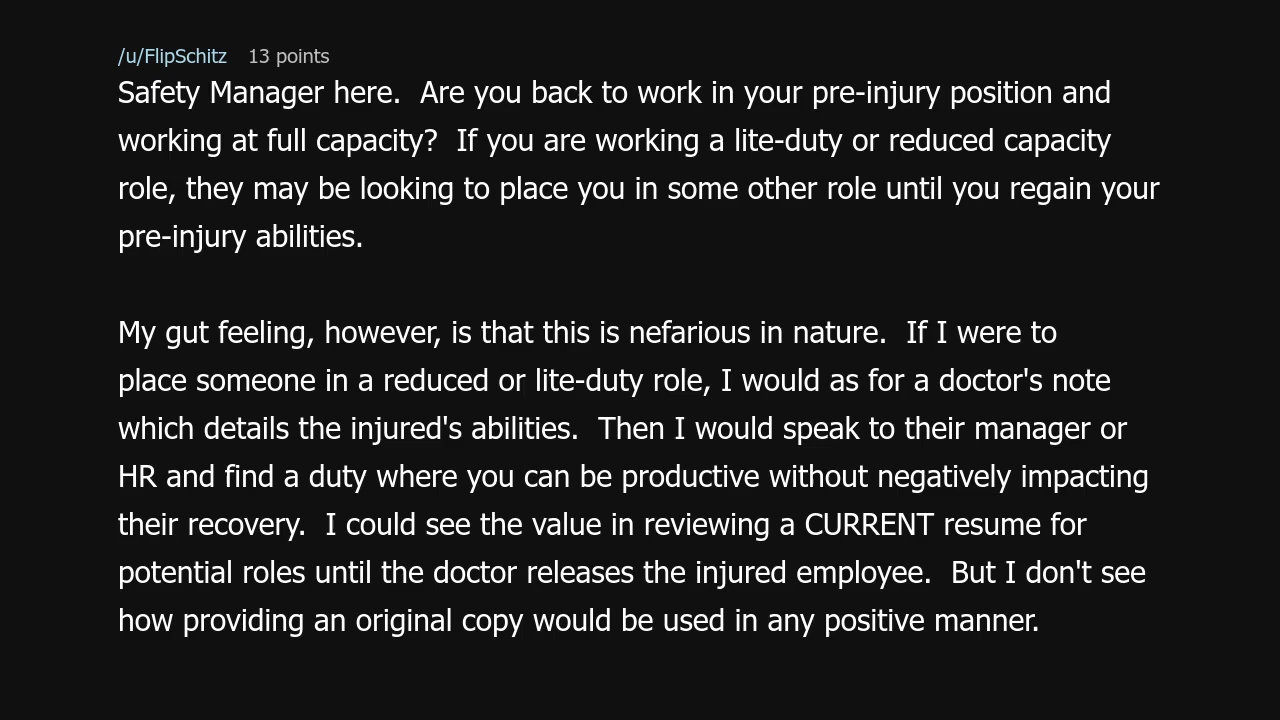 /u/FlipSchitz 13 points
Safety Manager here.  Are you back to work in your pre-injury position and
working at full capacity?  If you are working a lite-duty or reduced capacity
role, they may be looking to place you in some other role until you regain your
pre-injury abilities.
My gut feeling, however, is that this is nefarious in nature.  If I were to
place someone in a reduced or lite-duty role, I would as for a doctor's note
which details the injured's abilities.  Then I would speak to their manager or
HR and find a duty where you can be productive without negatively impacting
their recovery.  I could see the value in reviewing a CURRENT resume for
potential roles until the doctor releases the injured employee.  But I don't see
how providing an original copy would be used in any positive manner.